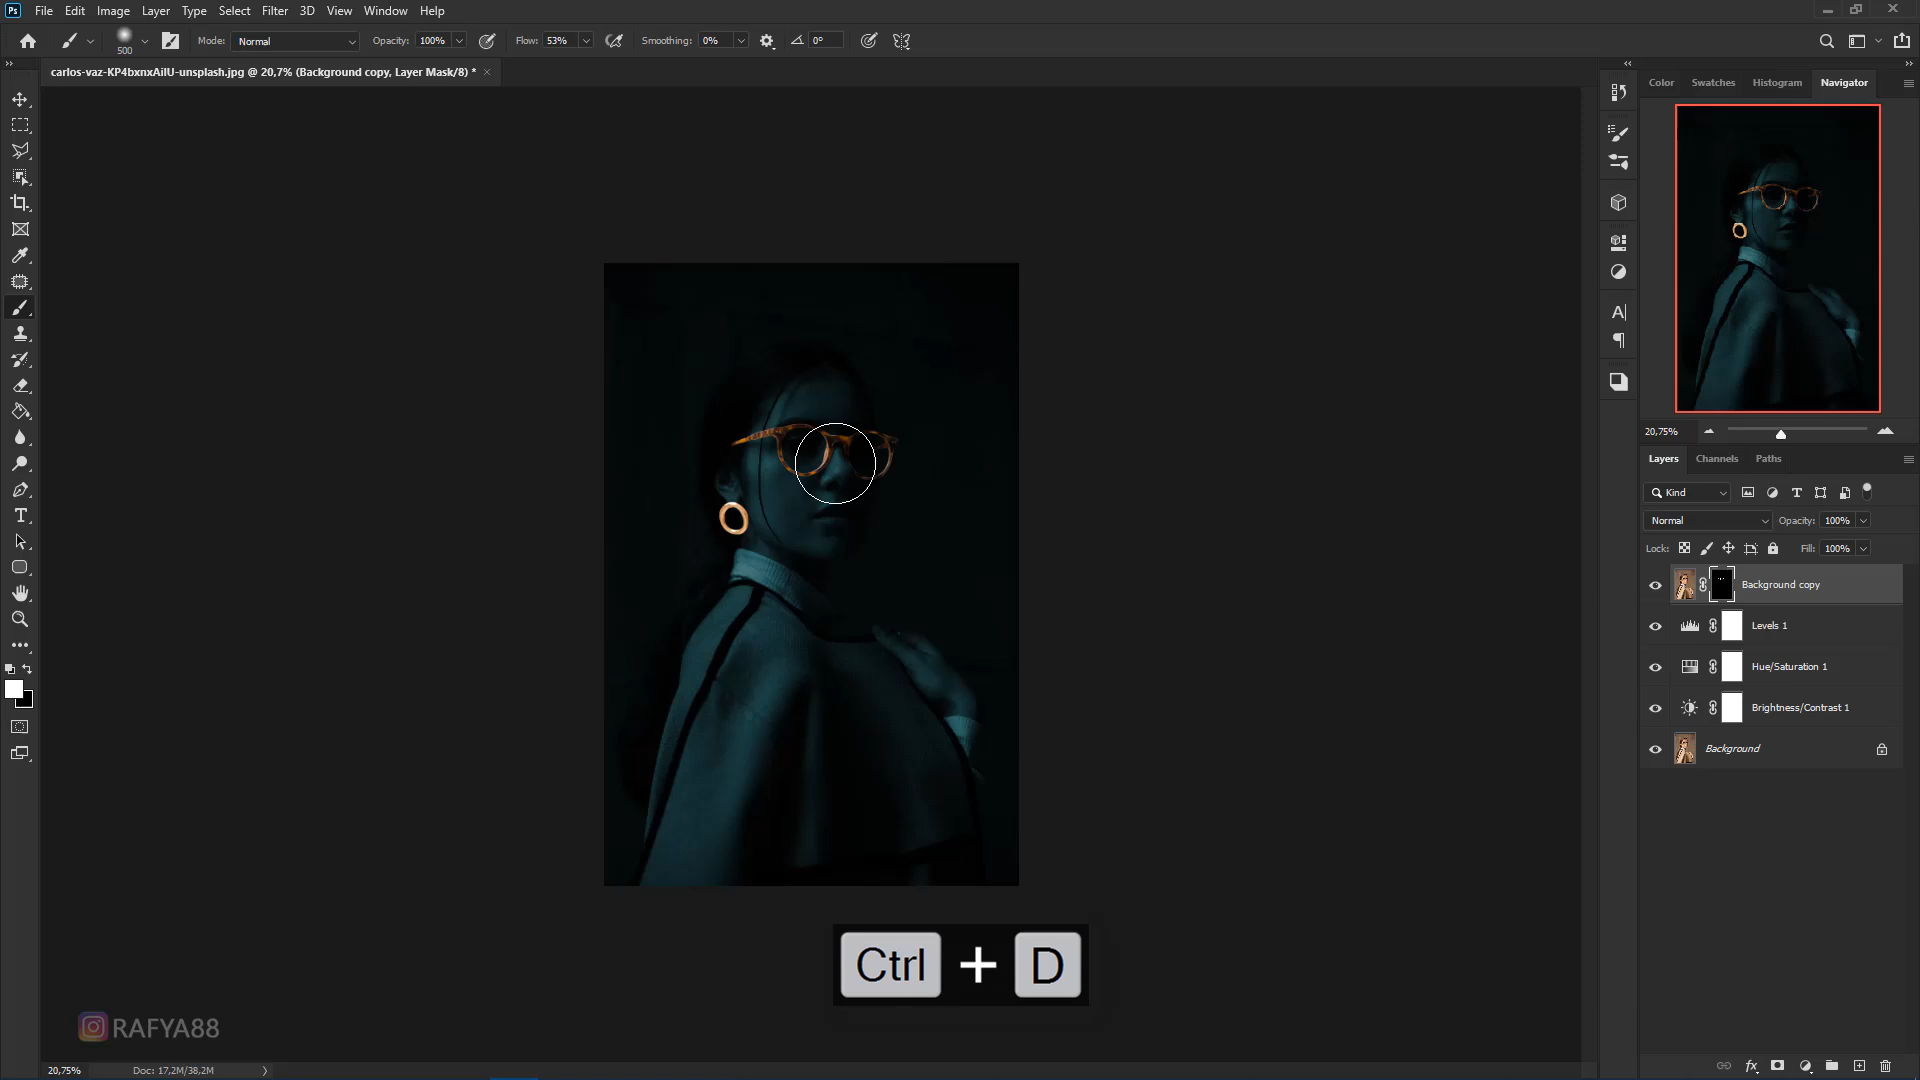 Ps File Edit Image Layer Type Select Filter 3D View Window Help
500 Mode: Normal Opacity: 100% Flow: 53% Smoothing: 0% 0°
carlos-vaz-KP4bxnxAilU-unsplash.jpg @ 20,7% (Background copy, Layer Mask/8) *
Color Swatches Histogram Navigator
20,75%
Layers Channels Paths
Kind
Normal Opacity: 100%
Lock: Fill: 100%
Background copy
Levels 1
Hue/Saturation 1
Brightness/Contrast 1
Background
Ctrl + D
RAFYA88
20,75% Doc: 17,2M/38,2M